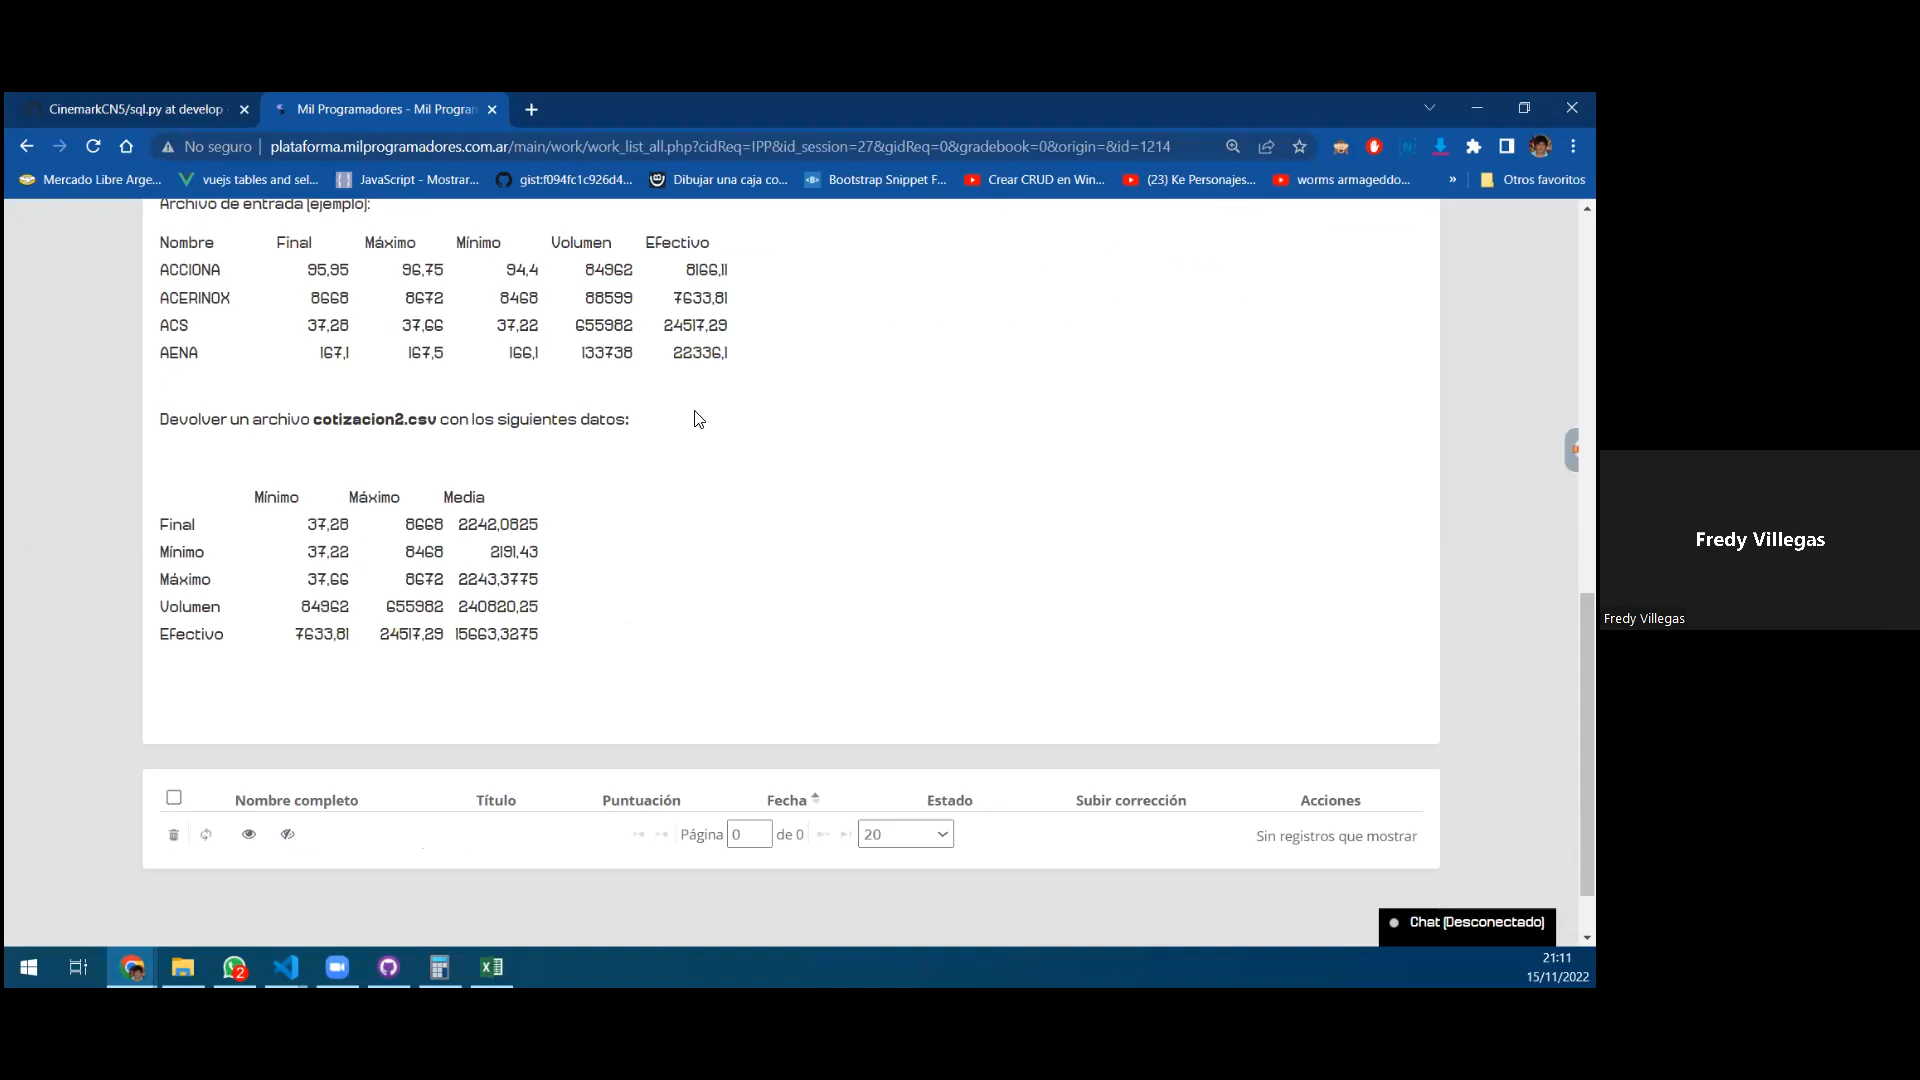 CinemarkCN5/sql.py at develop
Mil Programadores - Mil Progra
No seguro | plataforma.milprogramadores.com.ar/main/work/work_list_all.php?cidReq=IPP&id_session=27&gidReq=0&gradebook=0&origin=&id=1214
Mercado Libre Arge... vuejs tables and sel... JavaScript - Mostrar... gist:f094fc1c926d4... Dibujar una caja co... Bootstrap Snippet F... Crear CRUD en Win... (23) Ke Personajes... worms armageddo... » Otros favoritos
Archivo de entrada (ejemplo):
Nombre Final Máximo Mínimo Volumen Efectivo
ACCIONA 95,95 96,75 94,4 84962 8166,11
ACERINOX 8668 8672 8468 88599 7633,81
ACS 37,28 37,66 37,22 655982 24517,29
AENA 167,1 167,5 166,1 133738 22336,1
Devolver un archivo cotizacion2.csv con los siguientes datos:
Mínimo Máximo Media
Final 37,28 8668 2242,0825
Mínimo 37,22 8468 2191,43
Máximo 37,66 8672 2243,3775
Volumen 84962 655982 240820,25
Efectivo 7633,81 24517,29 15663,3275
Nombre completo Título Puntuación Fecha Estado Subir corrección Acciones
Página 0 de 0 20 Sin registros que mostrar
Chat (Desconectado)
2
21:11
15/11/2022
Fredy Villegas
Fredy Villegas